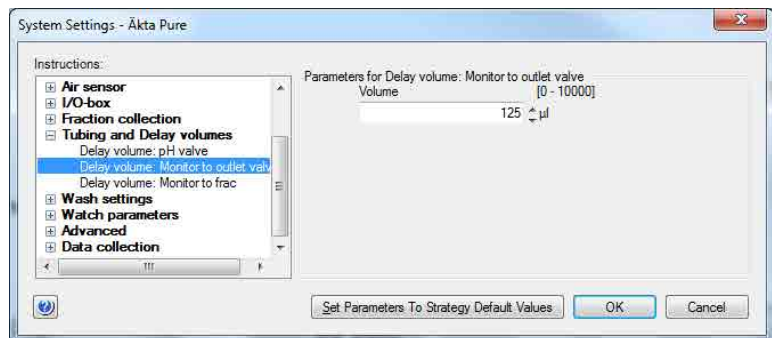 System Settings - Äkta Pure
Instructions:
Air sensor
I/O-box
Fraction collection
Tubing and Delay volumes
Delay volume: pH valve
Delay volume: Monitor to outlet valv
Delay volume: Monitor to frac
Wash settings
Watch parameters
Advanced
Data collection
Parameters for Delay volume: Monitor to outlet valve
Volume [0 - 10000]
125 µl
Set Parameters To Strategy Default Values OK Cancel